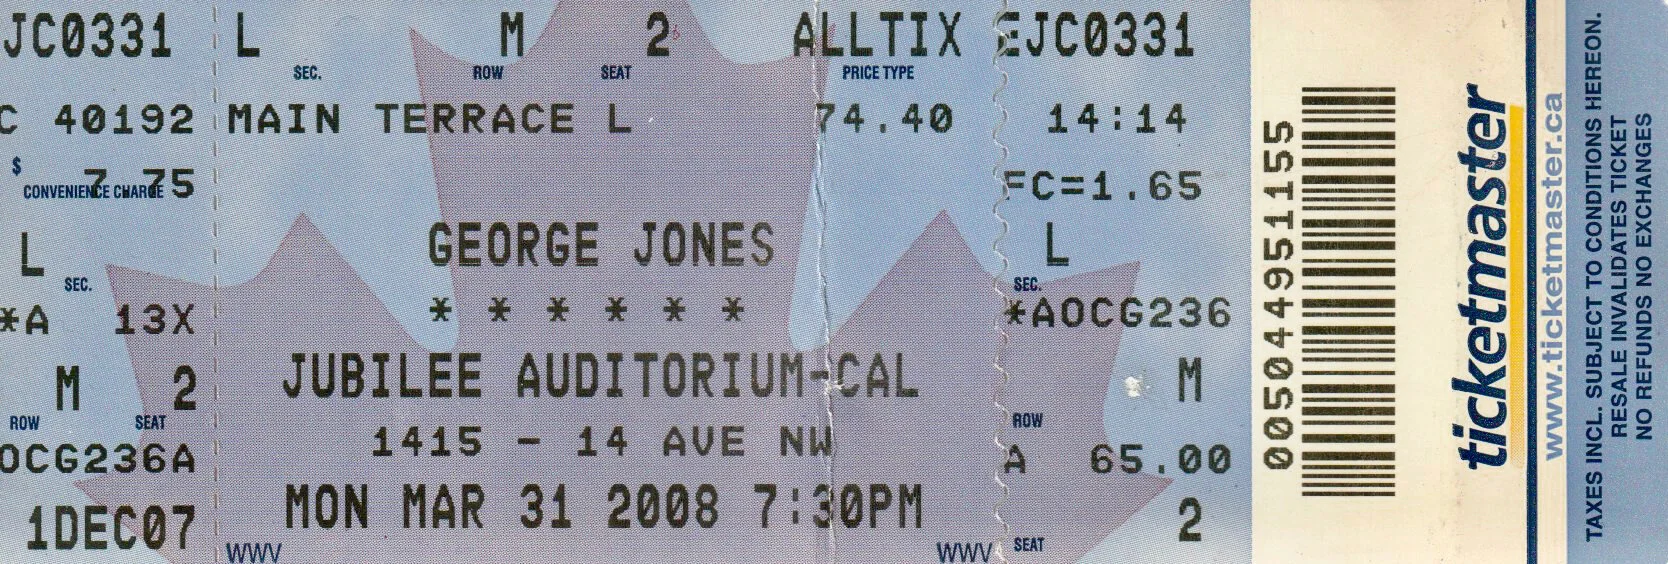 JC0331
C 40192
$
7.75
CONVENIENCE CHARGE
L
SEC.
*A 13X
M 2
ROW SEAT
OCG236A
1DEC07
L M 2 ALLTIX
SEC. ROW SEAT PRICE TYPE
MAIN TERRACE L 74.40
GEORGE JONES
* * * * * *
JUBILEE AUDITORIUM-CAL
1415 - 14 AVE NW
MON MAR 31 2008 7:30PM
WWV WWV
EJC0331
14:14
FC=1.65
L
SEC.
*AOCG236
M
ROW
A 65.00
2
SEAT
005044951155
ticketmaster
www.ticketmaster.ca
TAXES INCL. SUBJECT TO CONDITIONS HEREON.
RESALE INVALIDATES TICKET
NO REFUNDS NO EXCHANGES